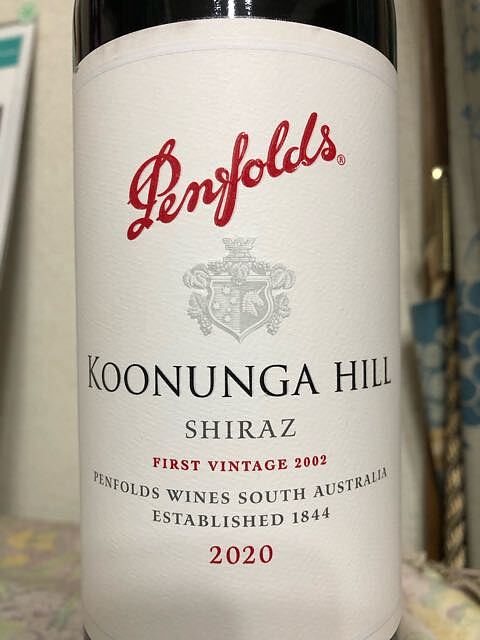 Penfolds®
KOONUNGA HILL
SHIRAZ
FIRST VINTAGE 2002
PENFOLDS WINES SOUTH AUSTRALIA
ESTABLISHED 1844
2020